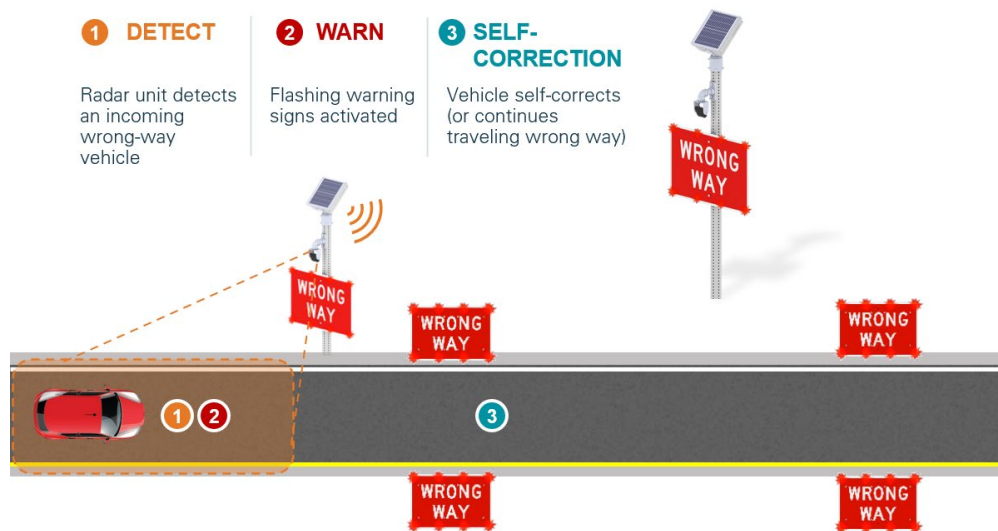 1 DETECT
Radar unit detects
an incoming
wrong-way
vehicle
2 WARN
Flashing warning
signs activated
3 SELF-
CORRECTION
Vehicle self-corrects
(or continues
traveling wrong way)
WRONG
WAY
WRONG
WAY
WRONG
WAY
WRONG
WAY
1 2
3
WRONG
WAY
WRONG
WAY